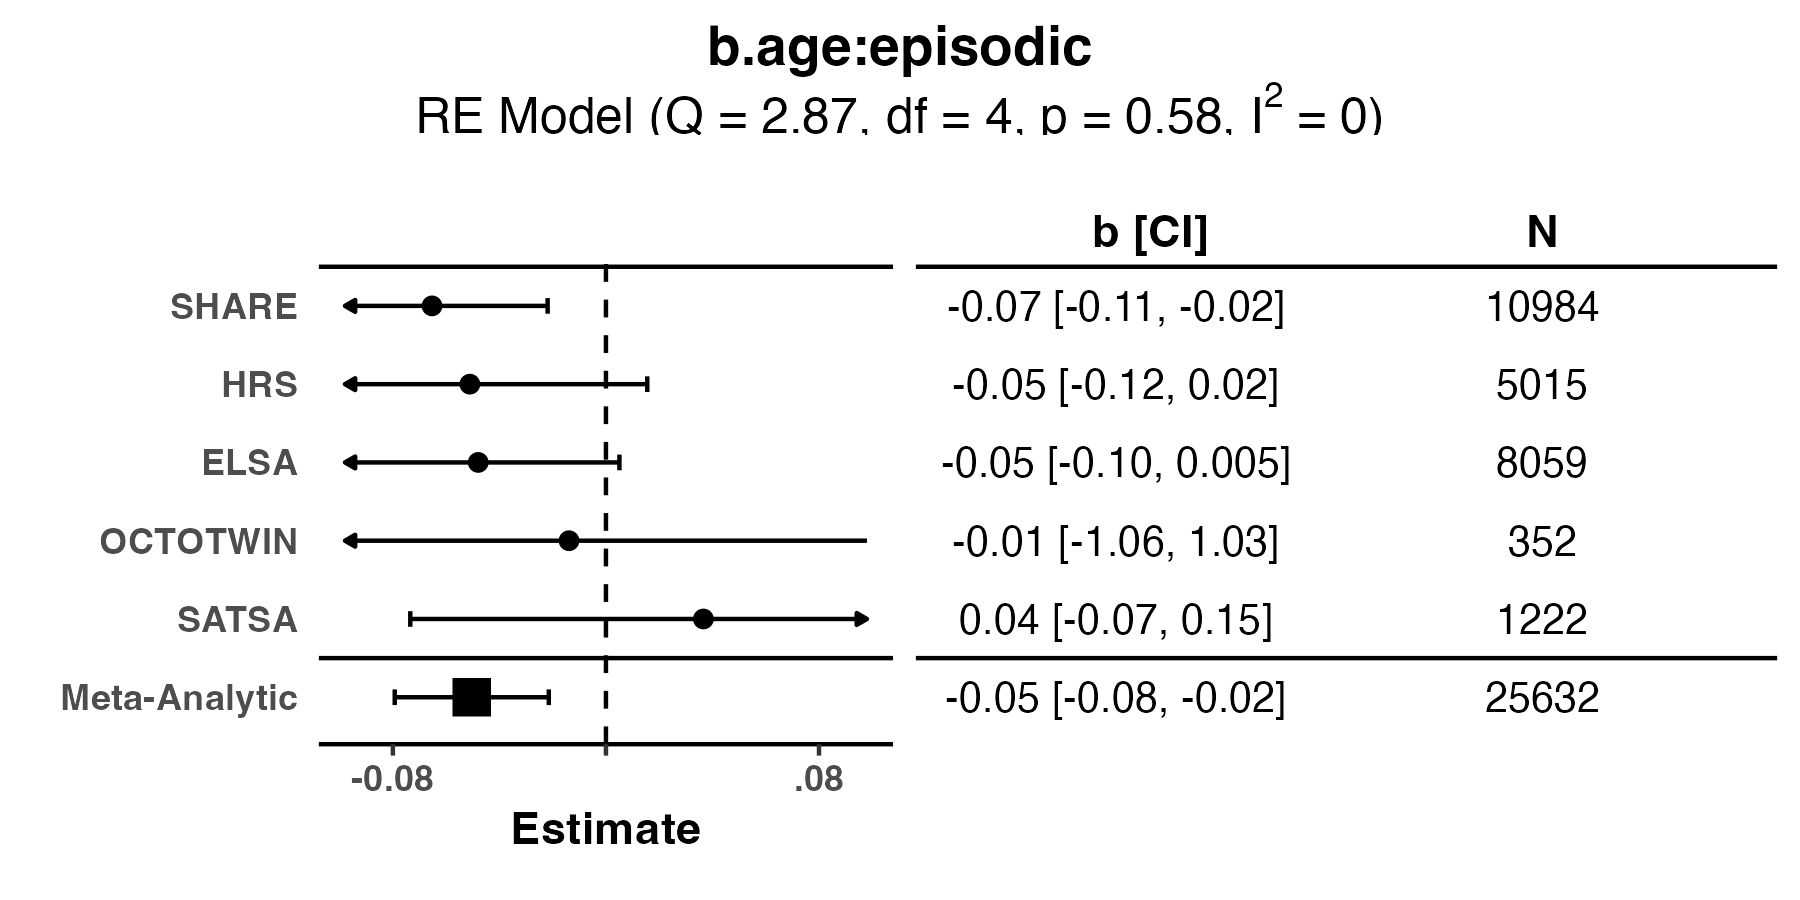 b.age:episodic
RE Model (Q = 2.87, df = 4, p = 0.58, I² = 0)
b [CI] N
SHARE -0.07 [-0.11, -0.02] 10984
HRS -0.05 [-0.12, 0.02] 5015
ELSA -0.05 [-0.10, 0.005] 8059
OCTOTWIN -0.01 [-1.06, 1.03] 352
SATSA 0.04 [-0.07, 0.15] 1222
Meta-Analytic -0.05 [-0.08, -0.02] 25632
-0.08 .08
Estimate